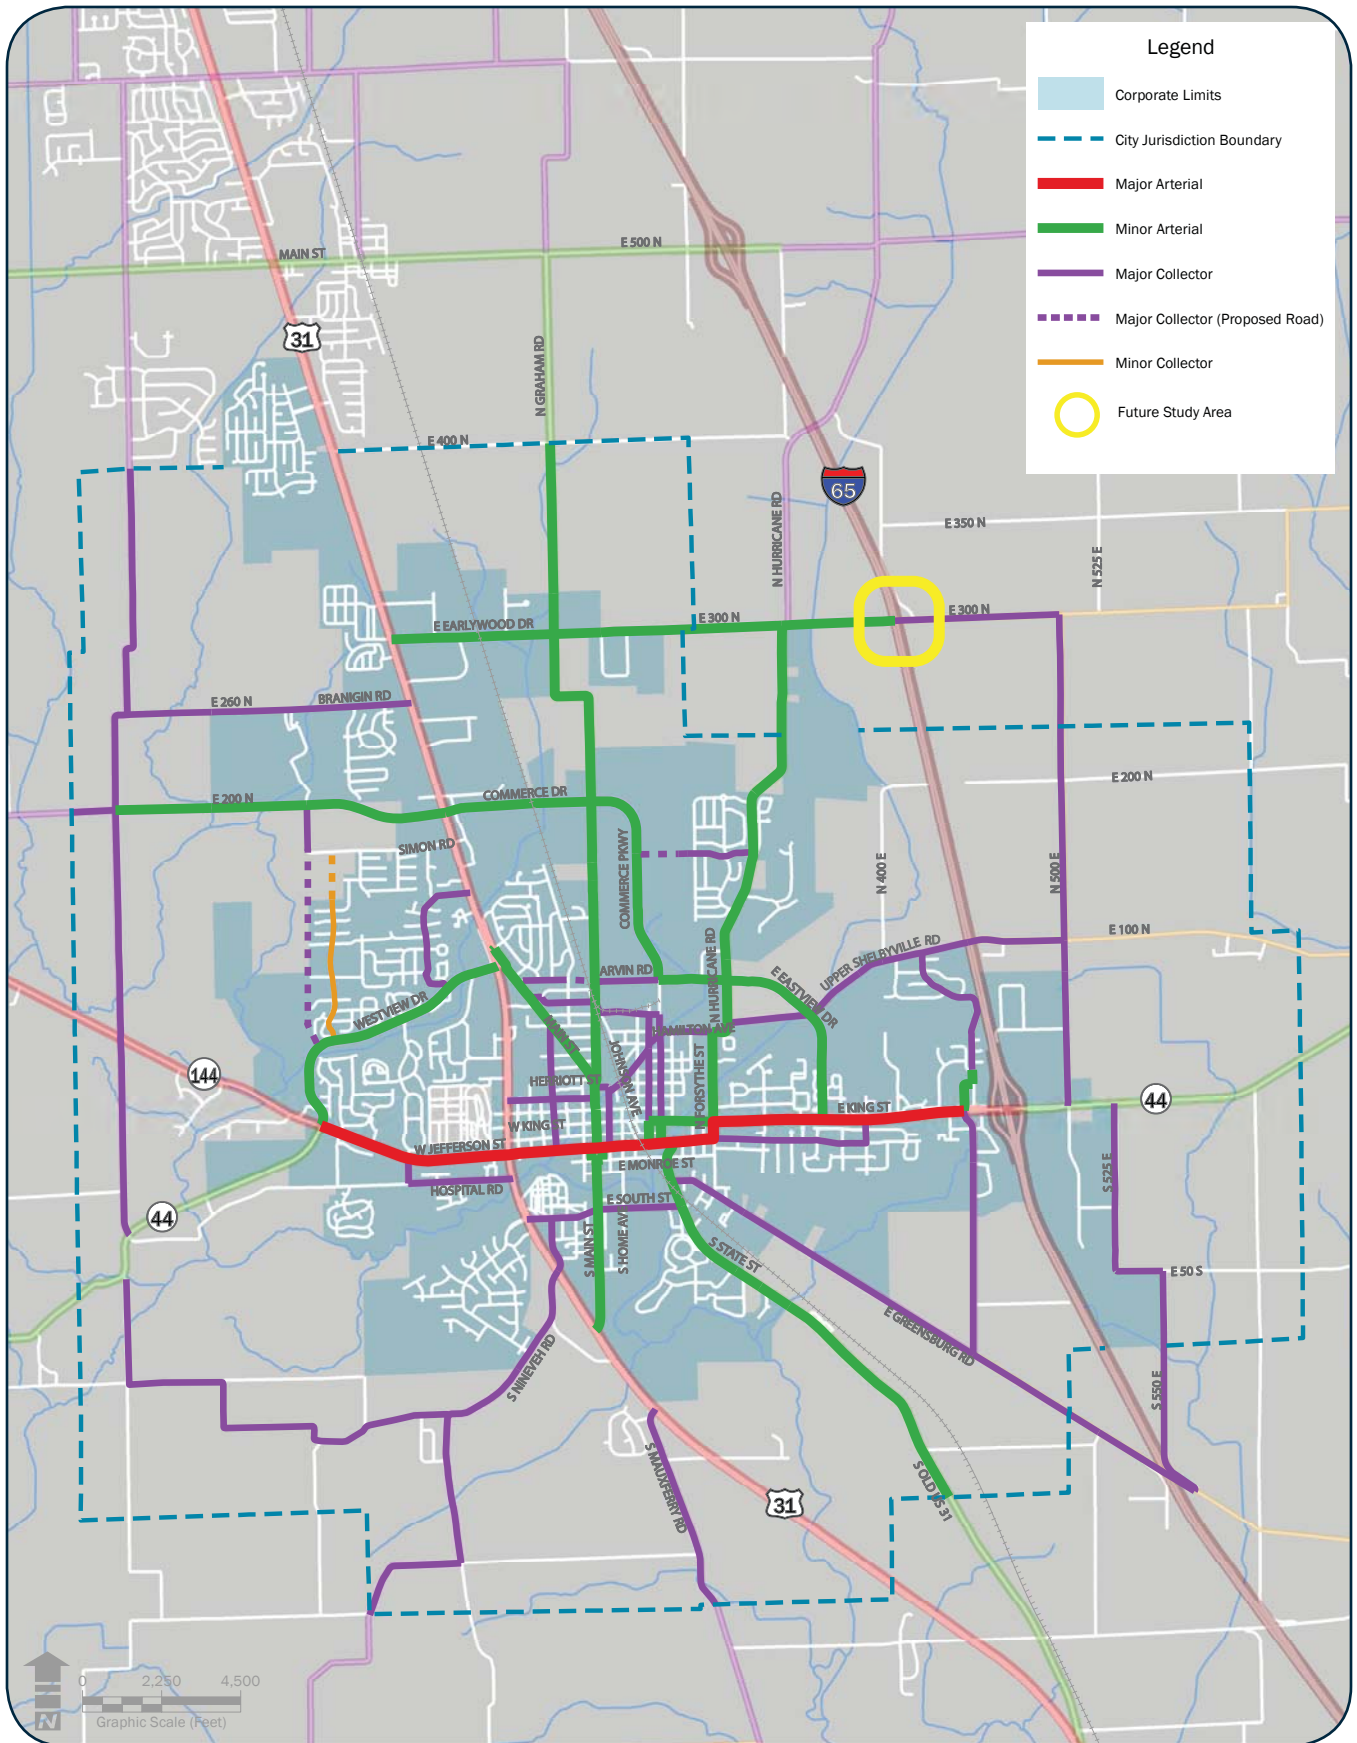 Legend
Corporate Limits
City Jurisdiction Boundary
Major Arterial
Minor Arterial
Major Collector
Major Collector (Proposed Road)
Minor Collector
Future Study Area
MAIN ST
E 500 N
31
N GRAHAM RD
E 400 N
65
N HURRICANE RD
E 350 N
N 525 E
E EARLYWOOD DR
E 300 N
E 300 N
E 260 N
BRANIGIN RD
E 200 N
E 200 N
COMMERCE DR
SIMON RD
COMMERCE PKWY
N 400 E
N 500 E
E 100 N
N HURRICANE RD
UPPER SHELBYVILLE RD
ARVIN RD
E EASTVIEW DR
WESTVIEW DR
MAIN ST
HAMILTON AVE
JOHNSON AVE
N FORSYTHE ST
144
HERRIOTT ST
44
E KING ST
W KING ST
W JEFFERSON ST
E MONROE ST
HOSPITAL RD
S 525 E
E SOUTH ST
44
S MAIN ST
S HOME AVE
S STATE ST
E 50 S
E GREENSBURG RD
S NINEVEH RD
S 550 E
S MAUXFERRY RD
S OLD US 31
31
0 2,250 4,500
Graphic Scale (Feet)
N